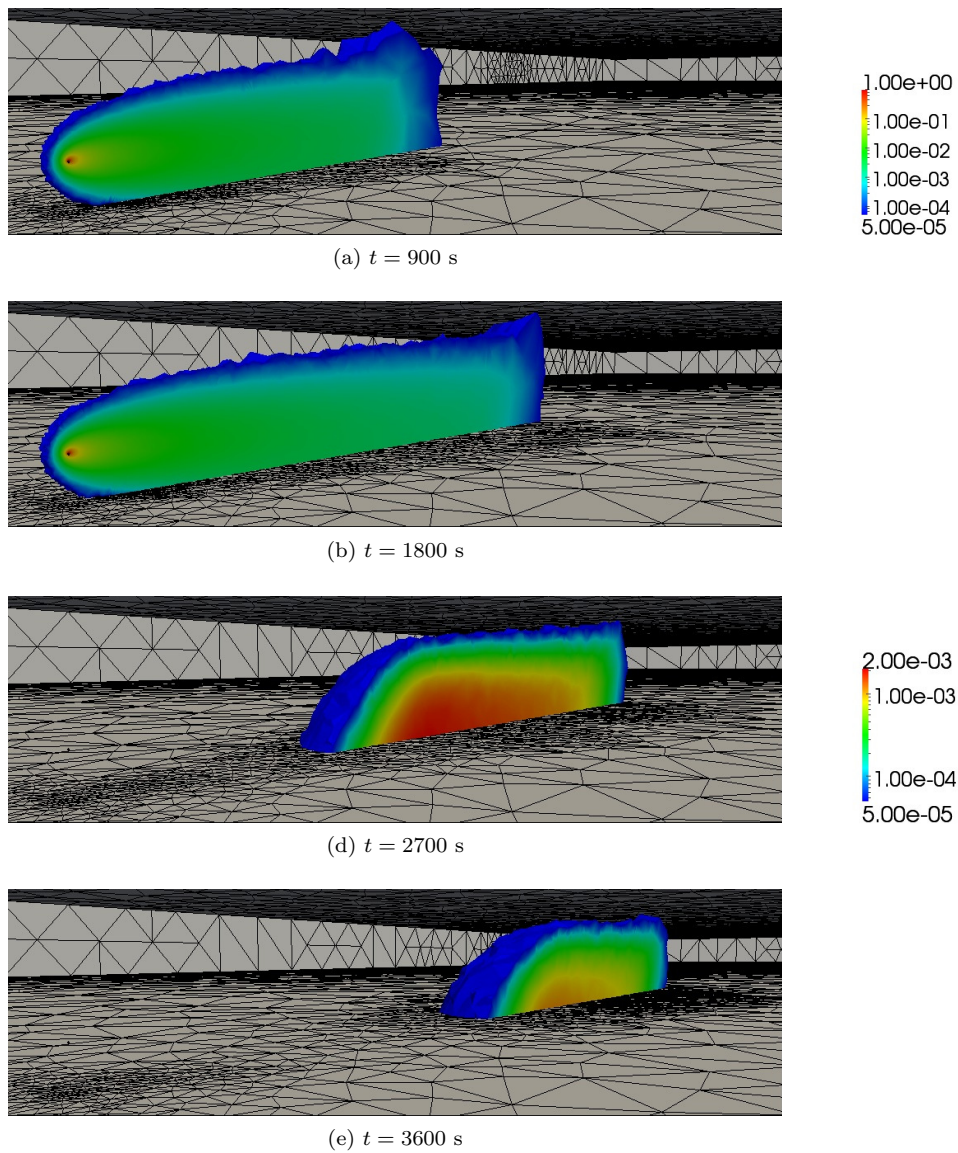 1.00e+00
1.00e-01
1.00e-02
1.00e-03
1.00e-04
5.00e-05
(a) t = 900 s
(b) t = 1800 s
2.00e-03
1.00e-03
1.00e-04
5.00e-05
(d) t = 2700 s
(e) t = 3600 s